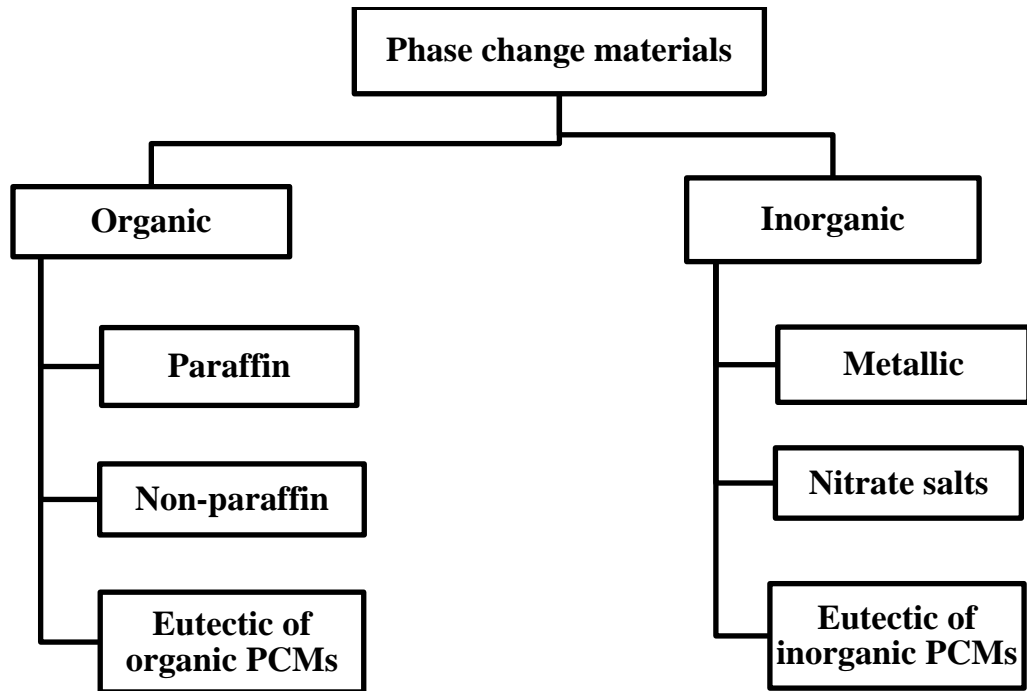 Phase change materials
Organic
Inorganic
Paraffin
Metallic
Non-paraffin
Nitrate salts
Eutectic of
organic PCMs
Eutectic of
inorganic PCMs